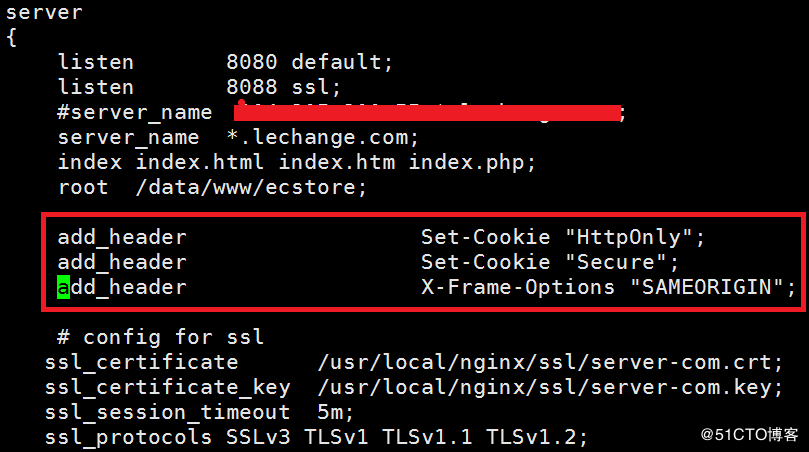 server
{
listen 8080 default;
listen 8088 ssl;
#server_name ;
server_name *.lechange.com;
index index.html index.htm index.php;
root /data/www/ecstore;
add_header Set-Cookie "HttpOnly";
add_header Set-Cookie "Secure";
add_header X-Frame-Options "SAMEORIGIN";
# config for ssl
ssl_certificate /usr/local/nginx/ssl/server-com.crt;
ssl_certificate_key /usr/local/nginx/ssl/server-com.key;
ssl_session_timeout 5m;
ssl_protocols SSLv3 TLSv1 TLSv1.1 TLSv1.2;
@51CTO博客